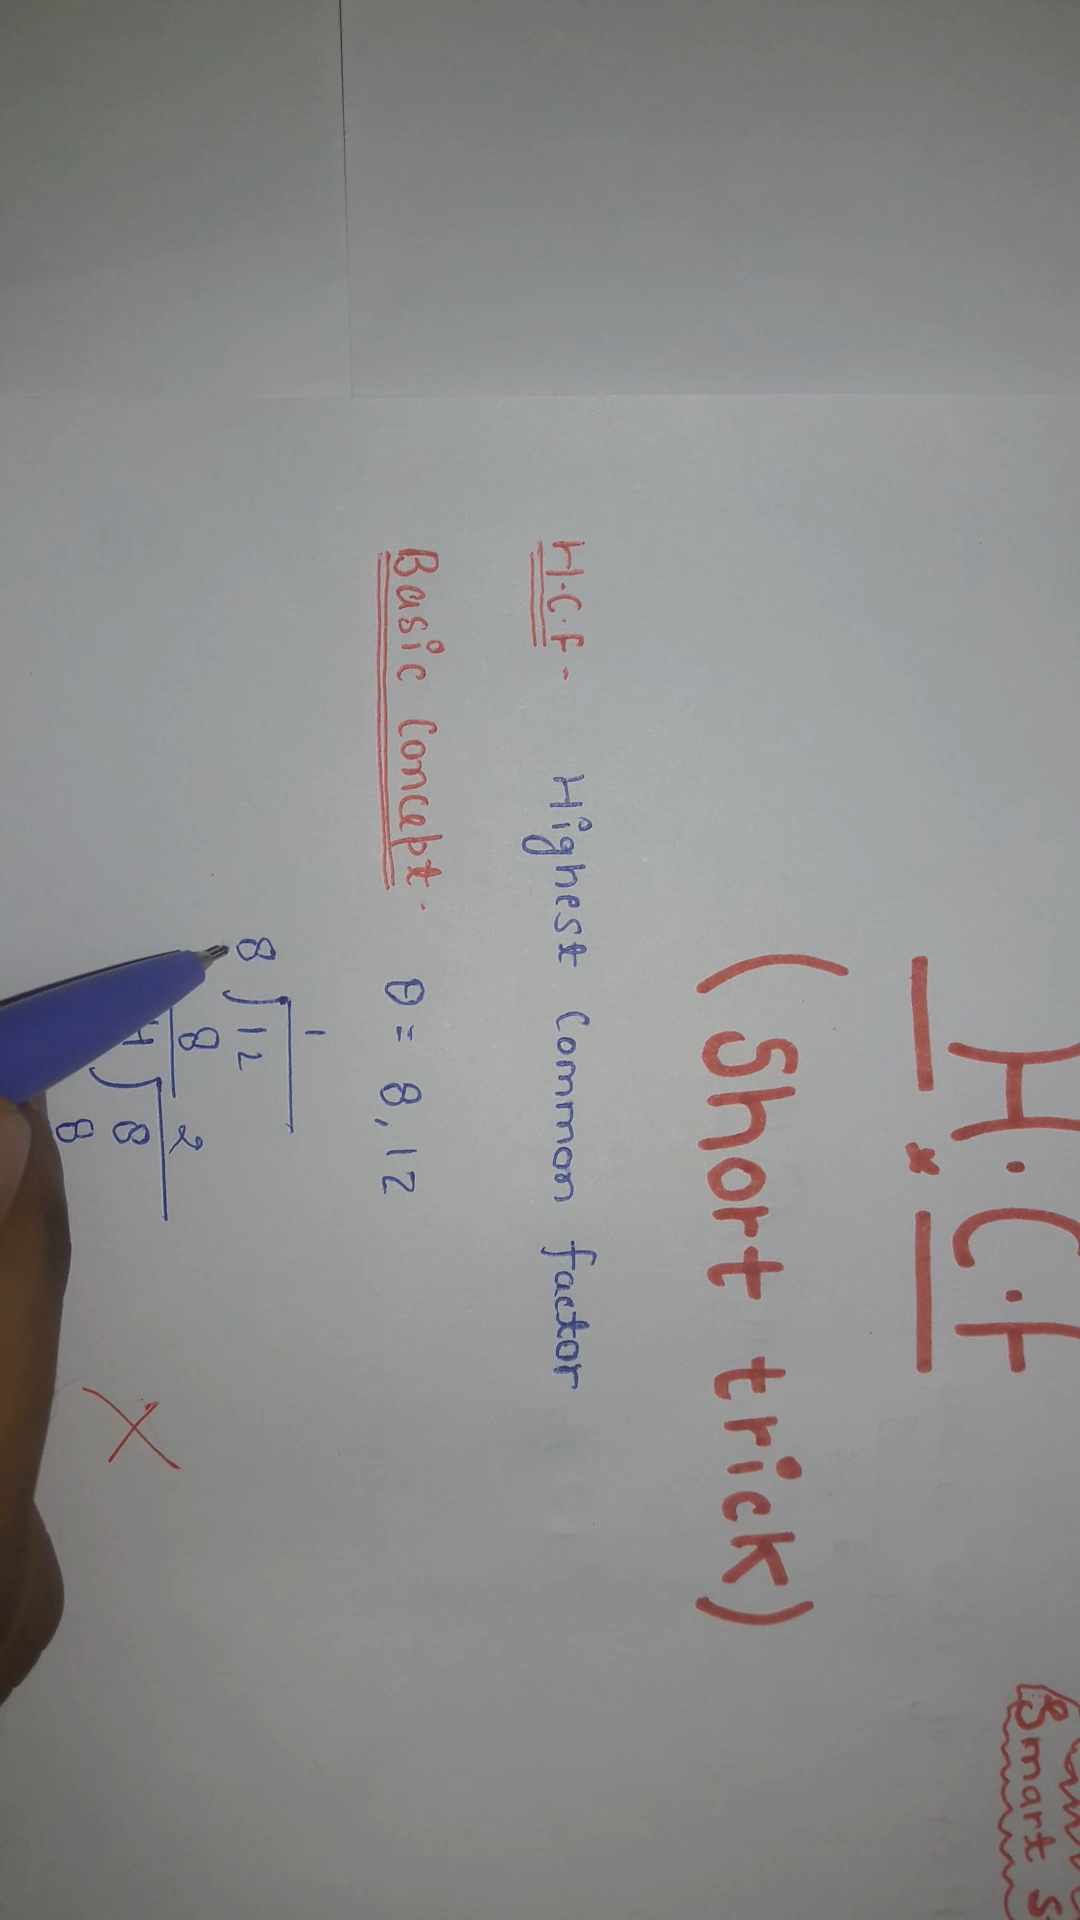 H.C.F
(Short trick)
Smart S
H.C.F - Highest Common factor
Basic Concept. θ = 8, 12
1
8 12
8 2
4 8
8